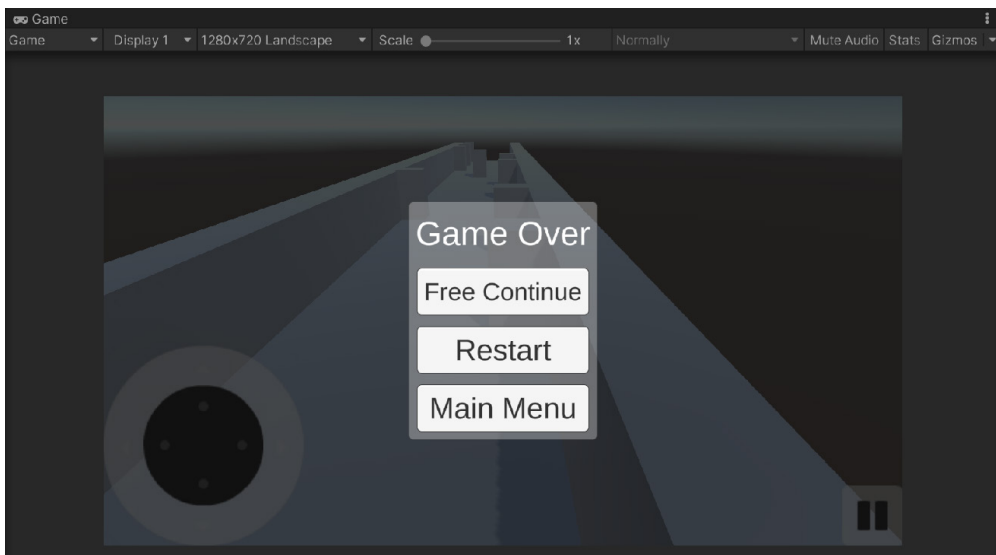 Game
Game Display 1 1280x720 Landscape Scale 1x Normally Mute Audio Stats Gizmos
Game Over
Free Continue
Restart
Main Menu